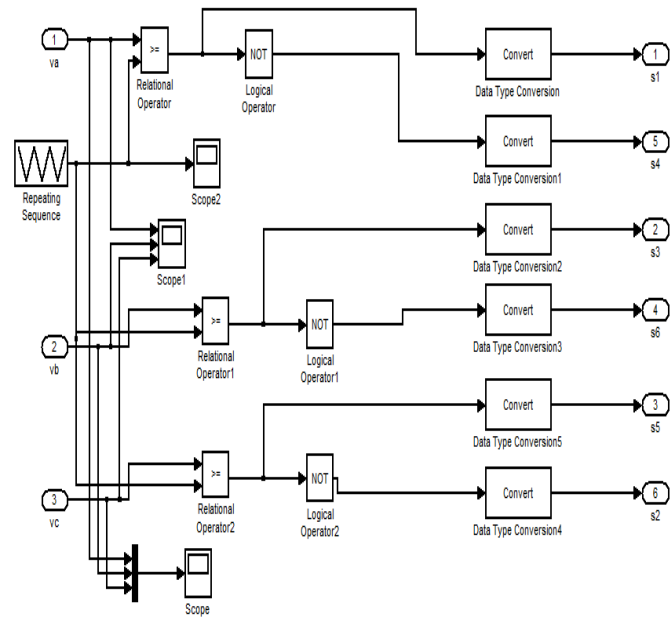 1
va
>=
Relational
Operator
NOT
Logical
Operator
Convert
Data Type Conversion
1
s1
Convert
Data Type Conversion1
5
s4
Repeating
Sequence
Scope2
Scope1
Convert
Data Type Conversion2
2
s3
2
vb
>=
Relational
Operator1
NOT
Logical
Operator1
Convert
Data Type Conversion3
4
s6
Convert
Data Type Conversion5
3
s5
3
vc
>=
Relational
Operator2
NOT
Logical
Operator2
Convert
Data Type Conversion4
6
s2
Scope